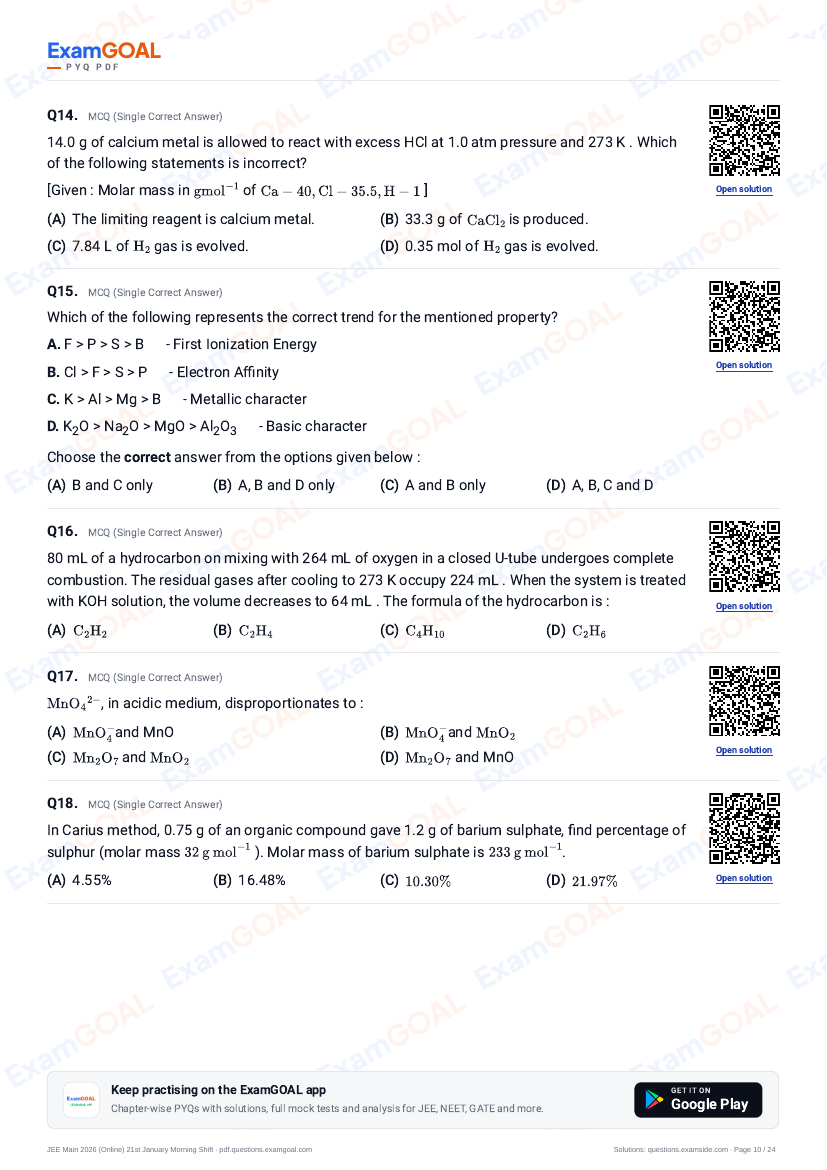 ExamGOAL
PYQ PDF
Q14. MCQ (Single Correct Answer)
14.0 g of calcium metal is allowed to react with excess HCl at 1.0 atm pressure and 273 K . Which
of the following statements is incorrect?
[Given : Molar mass in gmol⁻¹ of Ca − 40, Cl − 35.5, H − 1 ]
(A) The limiting reagent is calcium metal. (B) 33.3 g of CaCl₂ is produced.
(C) 7.84 L of H₂ gas is evolved. (D) 0.35 mol of H₂ gas is evolved.
Open solution
Q15. MCQ (Single Correct Answer)
Which of the following represents the correct trend for the mentioned property?
A. F > P > S > B - First Ionization Energy
B. Cl > F > S > P - Electron Affinity
C. K > Al > Mg > B - Metallic character
D. K₂O > Na₂O > MgO > Al₂O₃ - Basic character
Choose the correct answer from the options given below :
(A) B and C only (B) A, B and D only (C) A and B only (D) A, B, C and D
Open solution
Q16. MCQ (Single Correct Answer)
80 mL of a hydrocarbon on mixing with 264 mL of oxygen in a closed U-tube undergoes complete
combustion. The residual gases after cooling to 273 K occupy 224 mL . When the system is treated
with KOH solution, the volume decreases to 64 mL . The formula of the hydrocarbon is :
(A) C₂H₂ (B) C₂H₄ (C) C₄H₁₀ (D) C₂H₆
Open solution
Q17. MCQ (Single Correct Answer)
MnO₄²⁻, in acidic medium, disproportionates to :
(A) MnO₄⁻and MnO (B) MnO₄⁻and MnO₂
(C) Mn₂O₇ and MnO₂ (D) Mn₂O₇ and MnO
Open solution
Q18. MCQ (Single Correct Answer)
In Carius method, 0.75 g of an organic compound gave 1.2 g of barium sulphate, find percentage of
sulphur (molar mass 32 g mol⁻¹ ). Molar mass of barium sulphate is 233 g mol⁻¹.
(A) 4.55% (B) 16.48% (C) 10.30% (D) 21.97%
Open solution
ExamGOAL
Keep practising on the ExamGOAL app
Chapter-wise PYQs with solutions, full mock tests and analysis for JEE, NEET, GATE and more.
GET IT ON
Google Play
JEE Main 2026 (Online) 21st January Morning Shift · pdf.questions.examgoal.com Solutions: questions.examside.com · Page 10 / 24